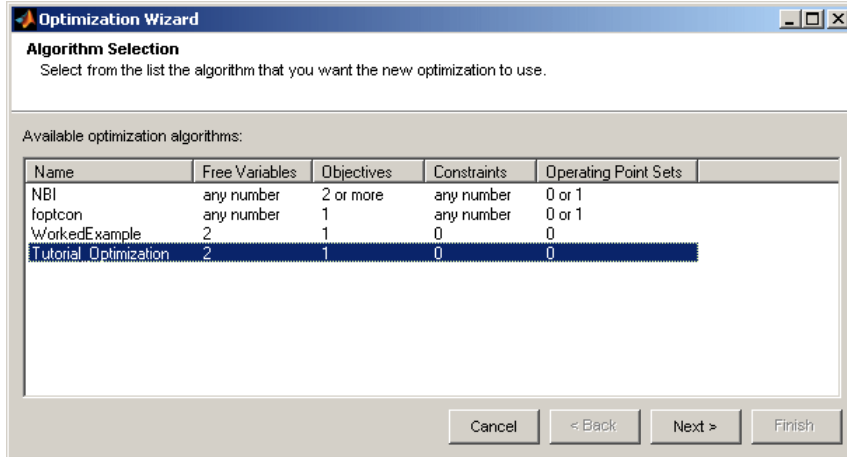 Optimization Wizard
Algorithm Selection
Select from the list the algorithm that you want the new optimization to use.
Available optimization algorithms:
Name Free Variables Objectives Constraints Operating Point Sets
NBI any number 2 or more any number 0 or 1
foptcon any number 1 any number 0 or 1
WorkedExample 2 1 0 0
Tutorial_Optimization 2 1 0 0
Cancel < Back Next > Finish